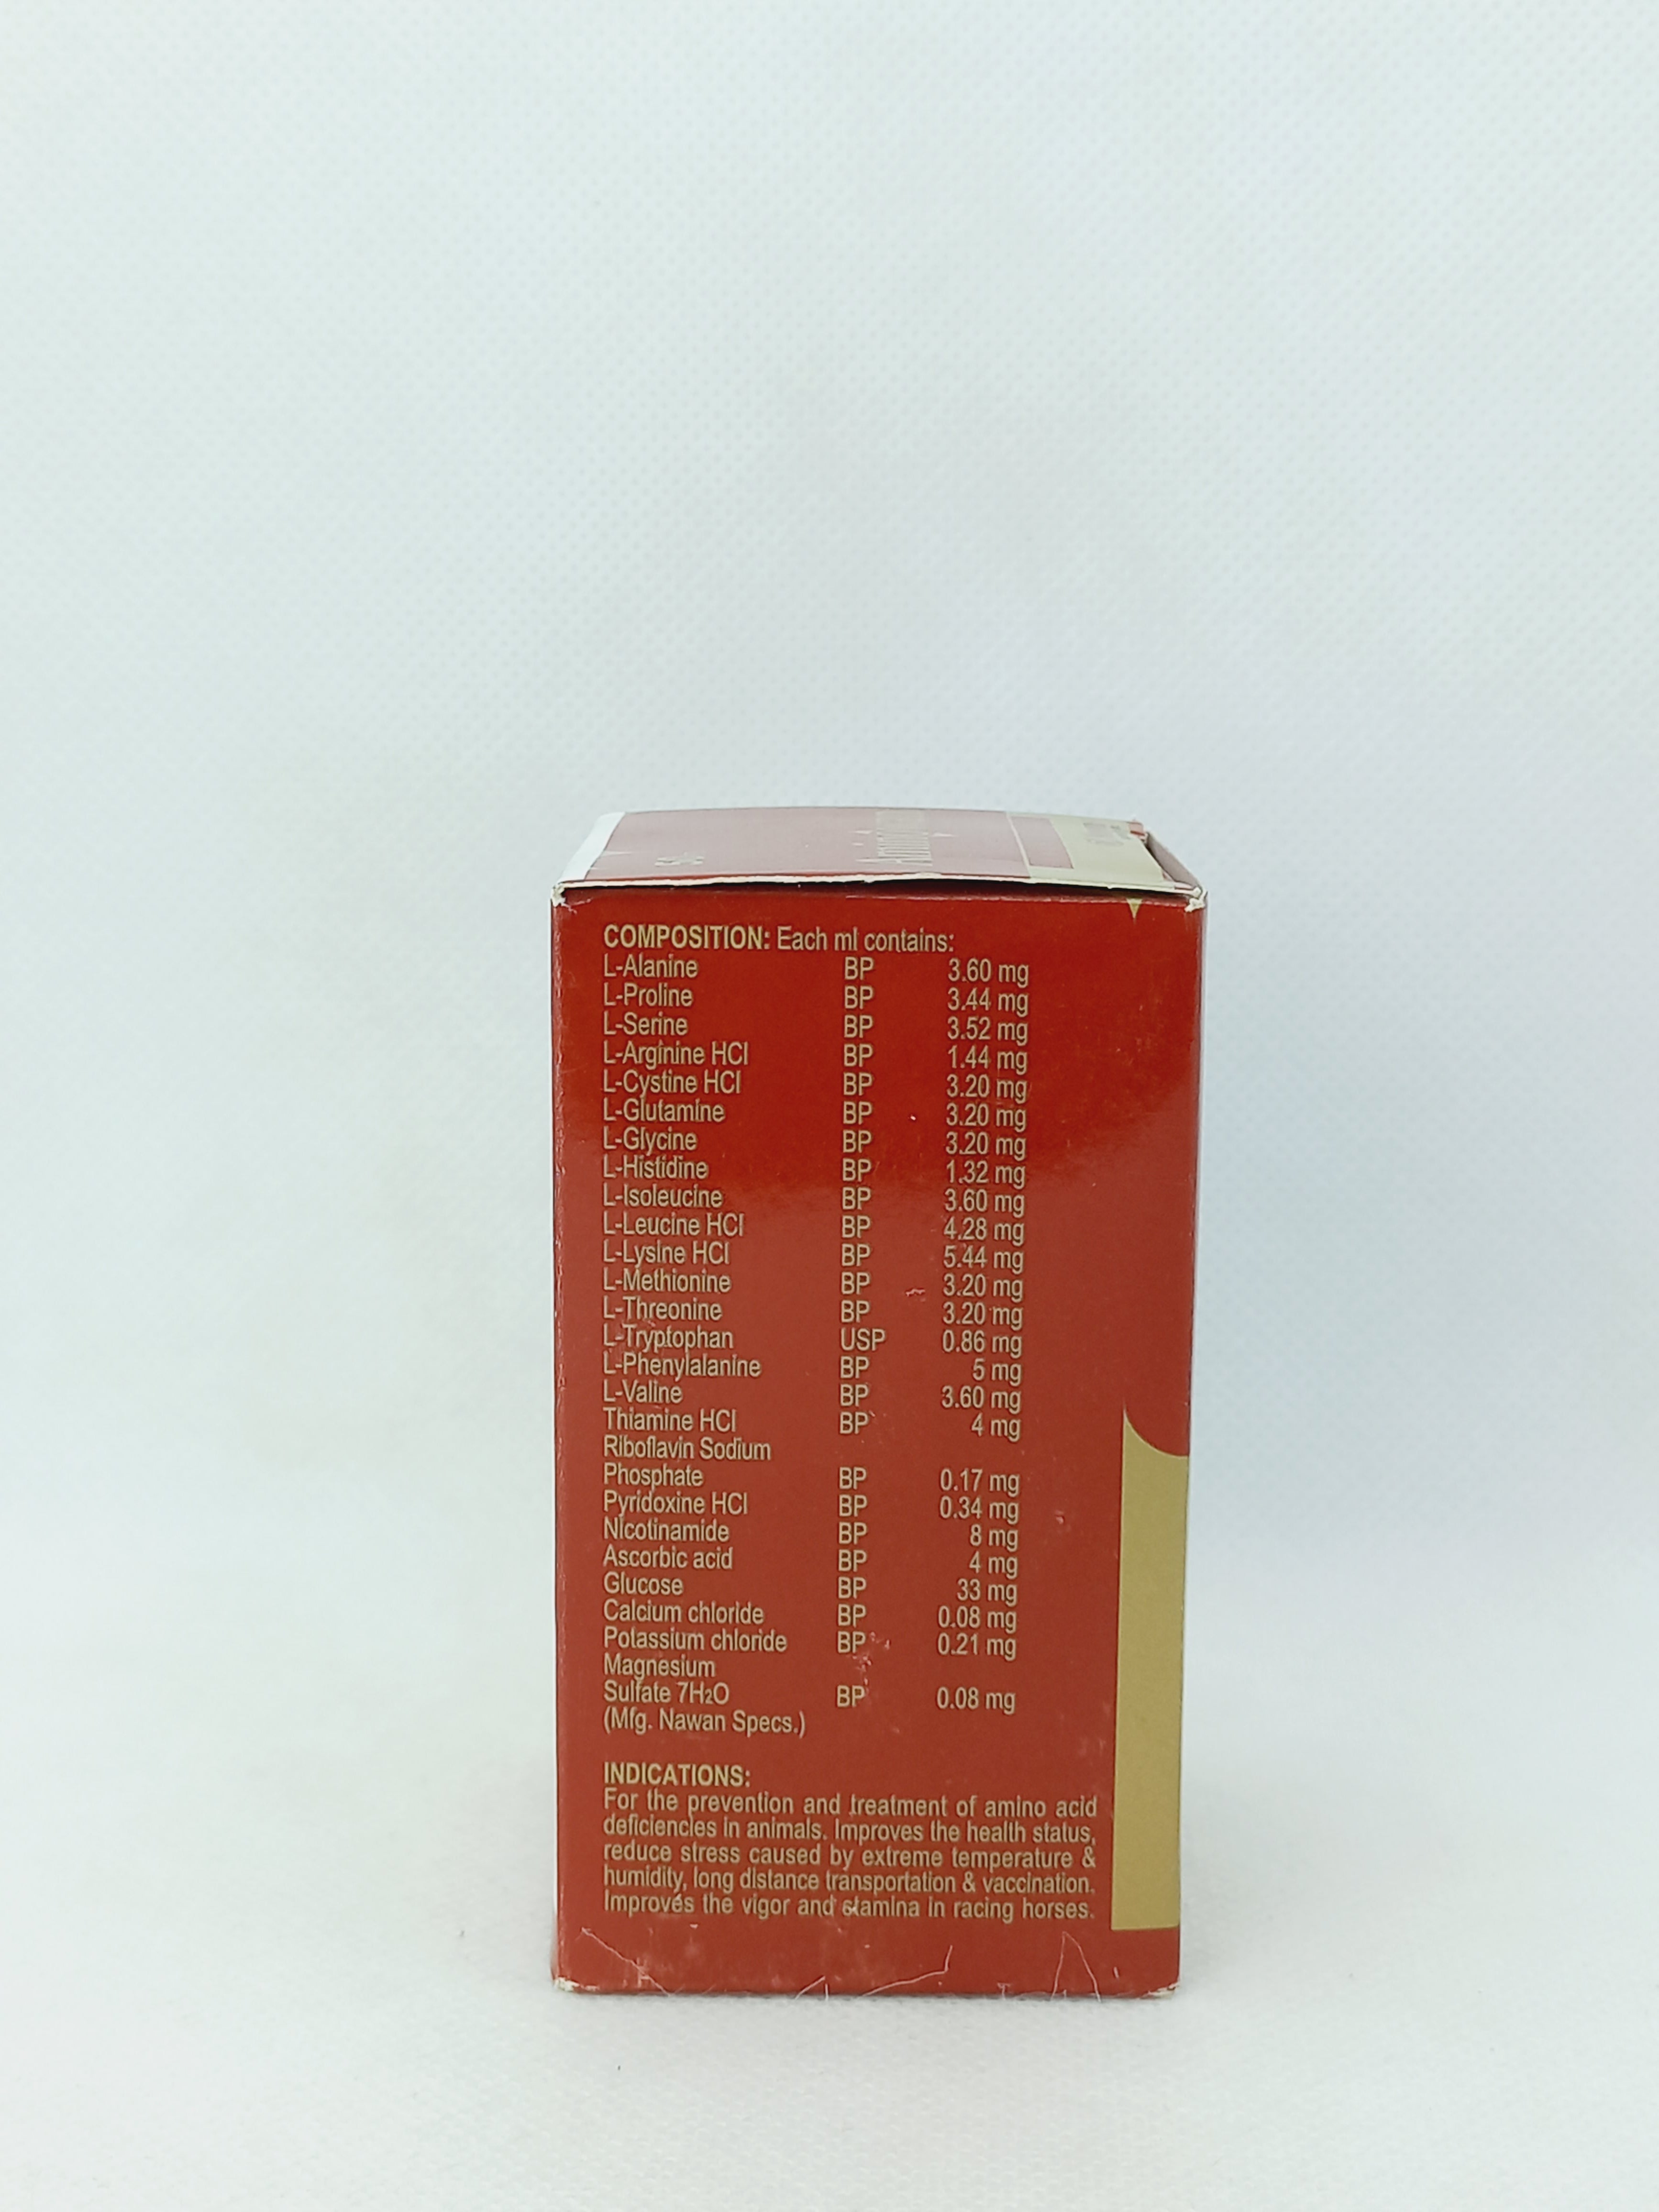 COMPOSITION: Each ml contains:
L-Alanine BP 3.60 mg
L-Proline BP 3.44 mg
L-Serine BP 3.52 mg
L-Arginine HCl BP 1.44 mg
L-Cystine HCl BP 3.20 mg
L-Glutamine BP 3.20 mg
L-Glycine BP 3.20 mg
L-Histidine BP 1.32 mg
L-Isoleucine BP 3.60 mg
L-Leucine HCl BP 4.28 mg
L-Lysine HCl BP 5.44 mg
L-Methionine BP 3.20 mg
L-Threonine BP 3.20 mg
L-Tryptophan USP 0.86 mg
L-Phenylalanine BP 5 mg
L-Valine BP 3.60 mg
Thiamine HCl BP 4 mg
Riboflavin Sodium
Phosphate BP 0.17 mg
Pyridoxine HCl BP 0.34 mg
Nicotinamide BP 8 mg
Ascorbic acid BP 4 mg
Glucose BP 33 mg
Calcium chloride BP 0.08 mg
Potassium chloride BP 0.21 mg
Magnesium
Sulfate 7H₂O BP 0.08 mg
(Mfg. Nawan Specs.)
INDICATIONS:
For the prevention and treatment of amino acid
deficiencies in animals. Improves the health status,
reduce stress caused by extreme temperature &
humidity, long distance transportation & vaccination.
Improves the vigor and stamina in racing horses.